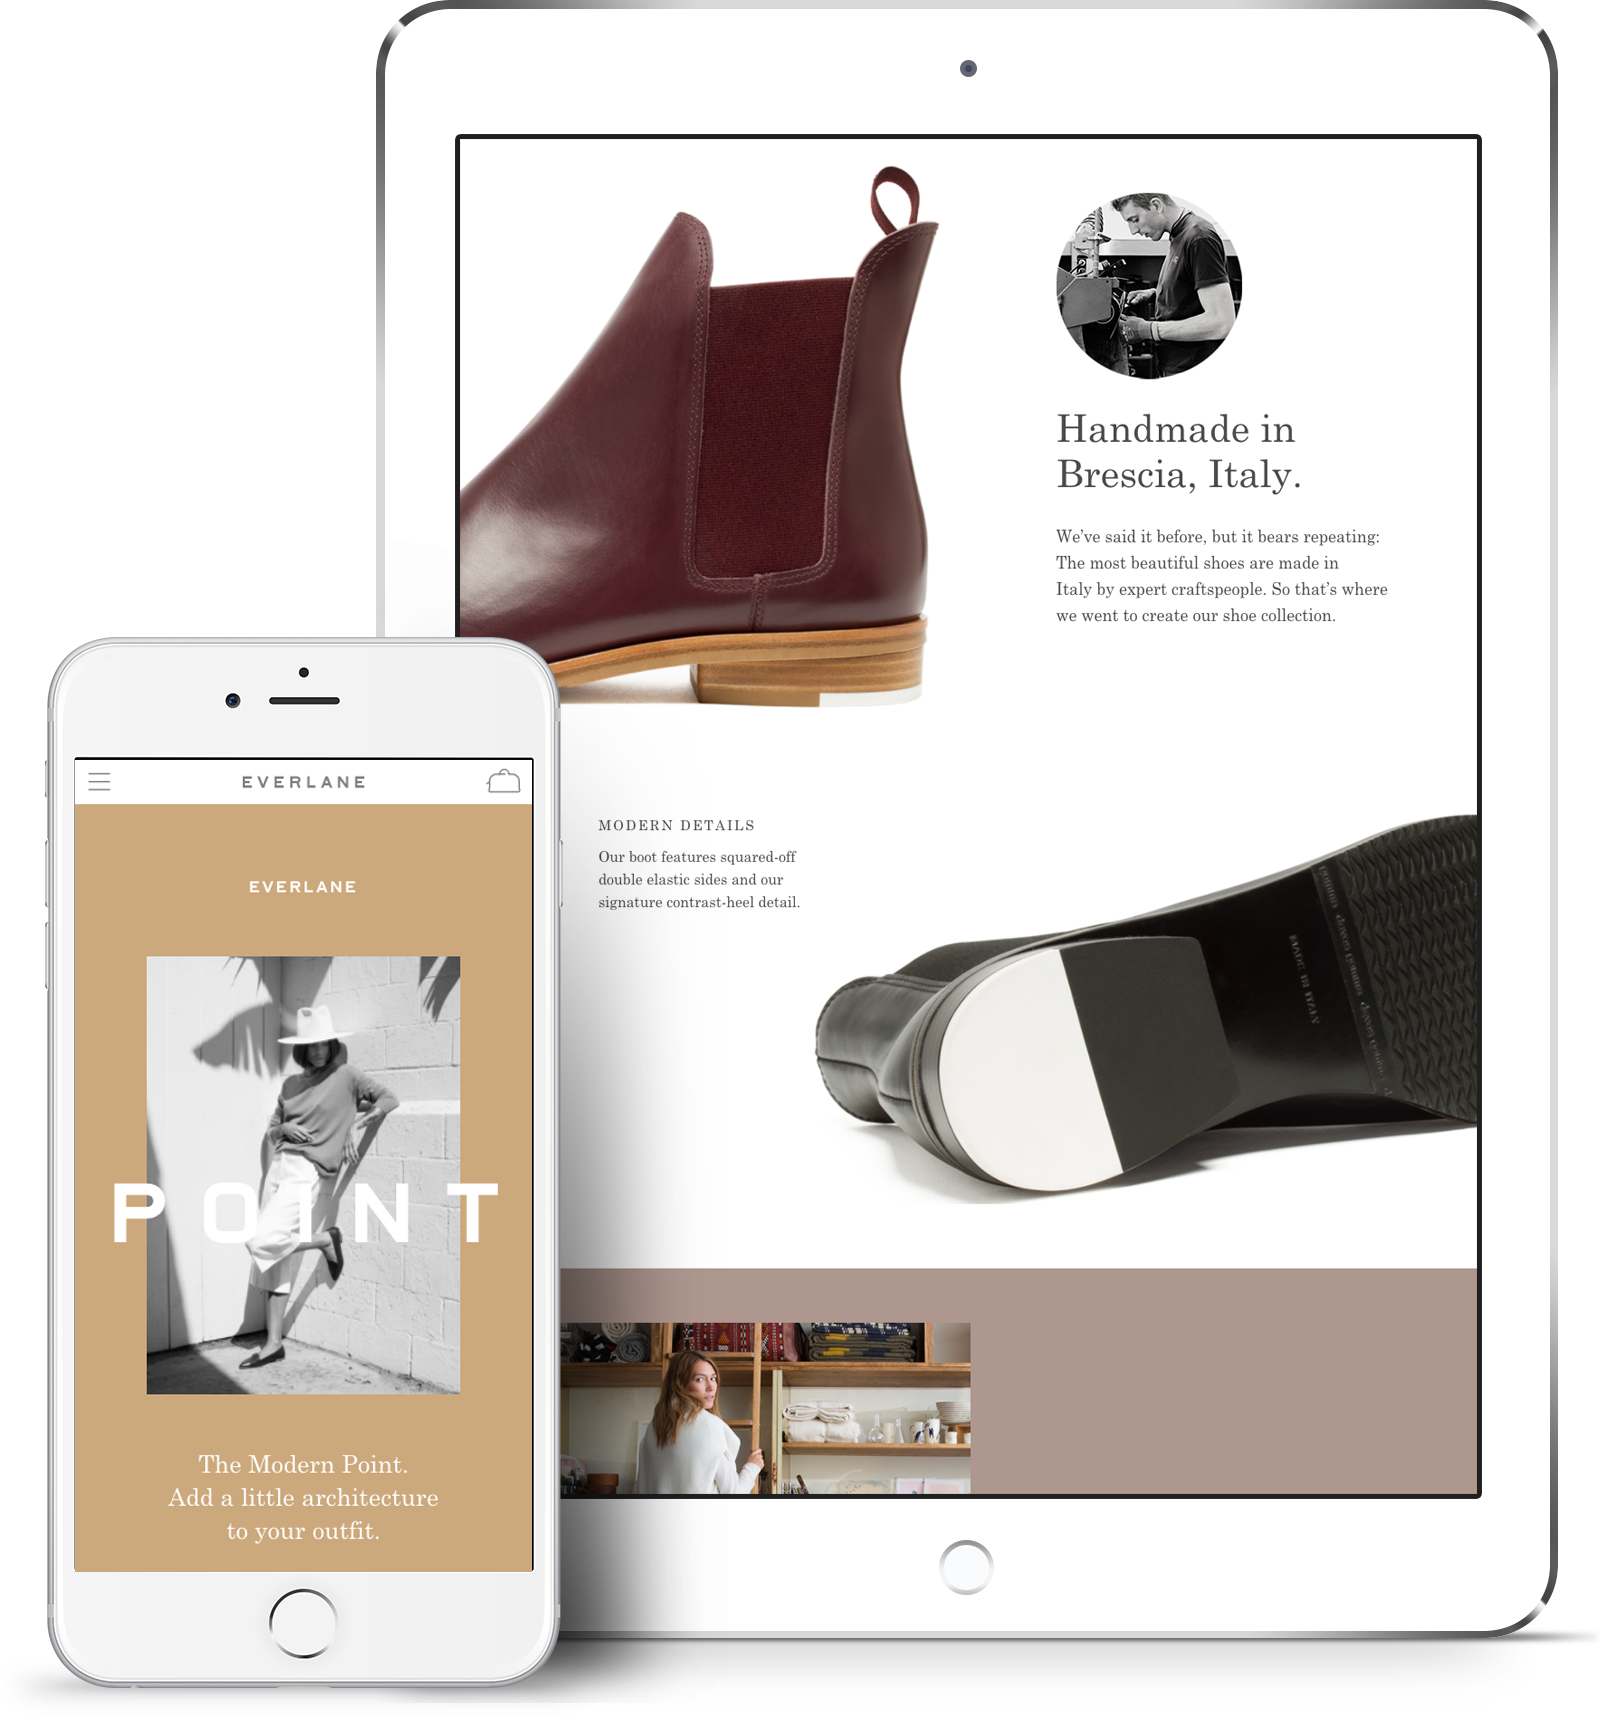 Handmade in
Brescia, Italy.
We've said it before, but it bears repeating:
The most beautiful shoes are made in
Italy by expert craftspeople. So that's where
we went to create our shoe collection.
MODERN DETAILS
Our boot features squared-off
double elastic sides and our
signature contrast-heel detail.
MADE IN ITALY
EVERLANE
EVERLANE
POINT
The Modern Point.
Add a little architecture
to your outfit.